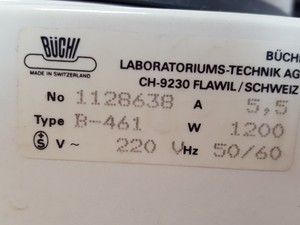 BÜCHI
MADE IN SWITZERLAND
BÜCHI
LABORATORIUMS-TECHNIK AG
CH-9230 FLAWIL/SCHWEIZ
No 1128638 A 5,5
Type B-461 W 1200
S V ~ 220 V Hz 50/60